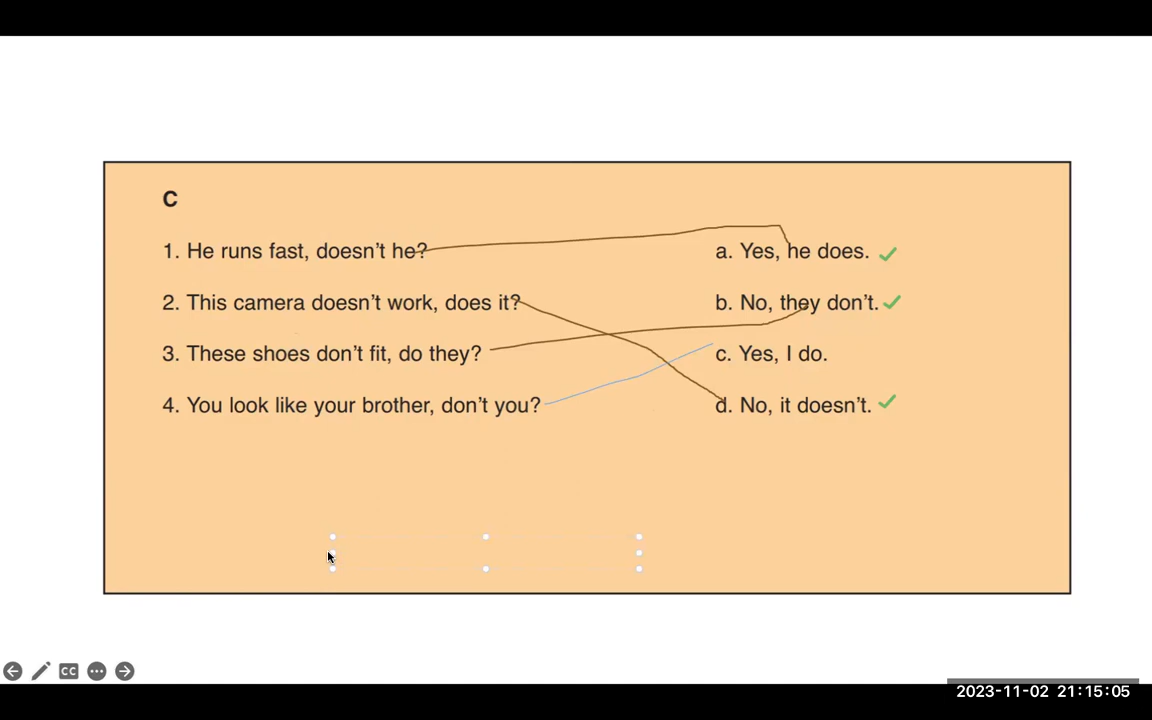 C
1. He runs fast, doesn’t he?
a. Yes, he does.
2. This camera doesn’t work, does it?
b. No, they don’t.
3. These shoes don’t fit, do they?
c. Yes, I do.
4. You look like your brother, don’t you?
d. No, it doesn’t.
CC
2023-11-02 21:15:05